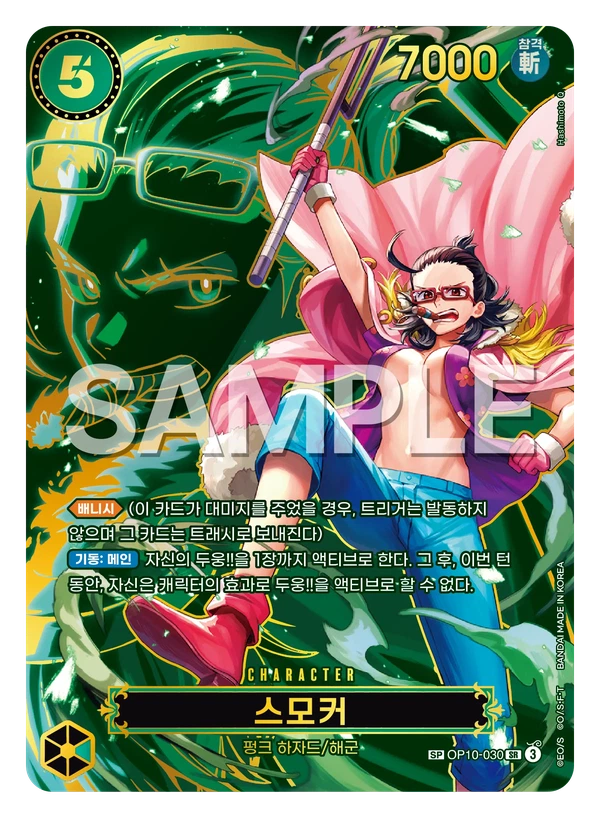 5
7000
참격
斬
Hashimoto Q
SAMPLE
배니시 (이 카드가 대미지를 주었을 경우, 트리거는 발동하지
않으며 그 카드는 트래시로 보내진다)
기동: 메인 자신의 두웅!!을 1장까지 액티브로 한다. 그 후, 이번 턴
동안, 자신은 캐릭터의 효과로 두웅!!을 액티브로 할 수 없다.
CHARACTER
스모커
펑크 하자드/해군
SP OP10-030 SR 3
©EO/S ©O/S·F·T BANDAI MADE IN KOREA